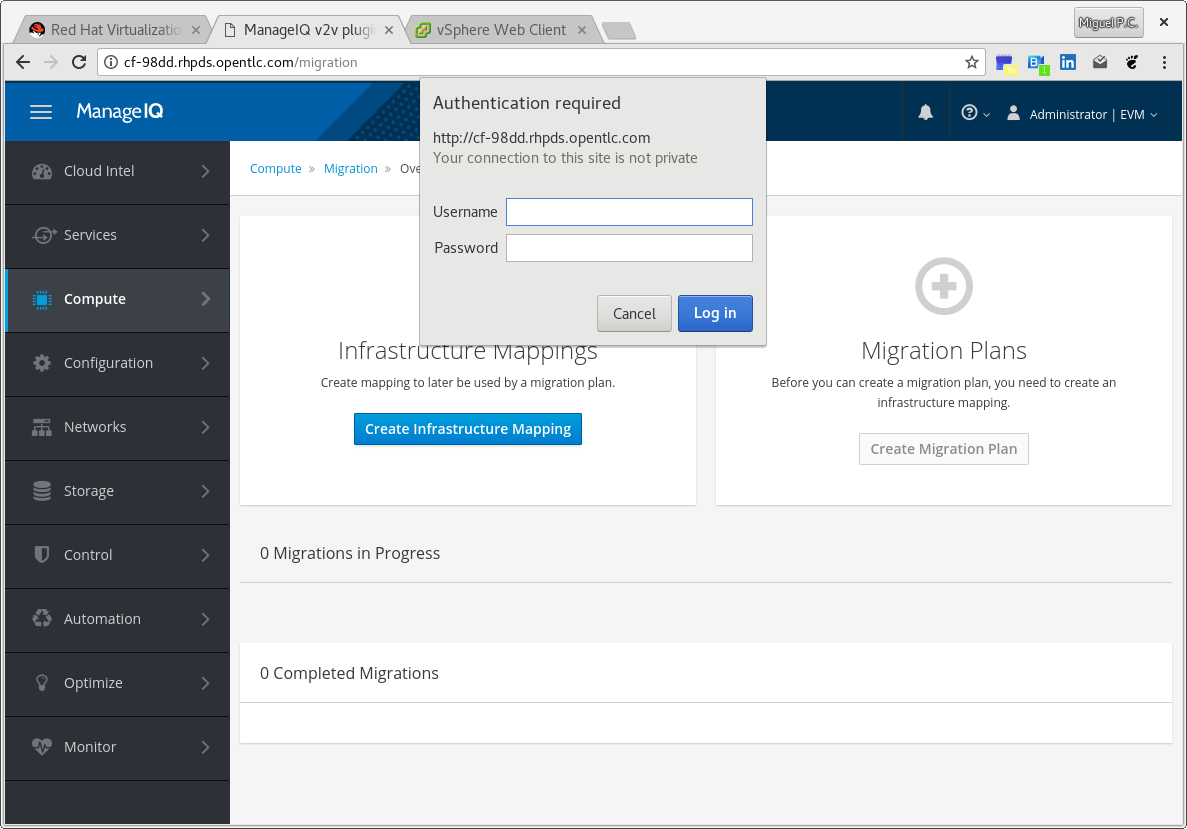 Miguel P.C.
Red Hat Virtualizatio
ManageIQ v2v plugi
vSphere Web Client
cf-98dd.rhpds.opentlc.com/migration
1
ManageIQ
Administrator | EVM
Authentication required
http://cf-98dd.rhpds.opentlc.com
Your connection to this site is not private
Username
Password
Cancel
Log in
Cloud Intel
Services
Compute
Configuration
Networks
Storage
Control
Automation
Optimize
Monitor
Compute » Migration » Ove
Infrastructure Mappings
Create mapping to later be used by a migration plan.
Create Infrastructure Mapping
Migration Plans
Before you can create a migration plan, you need to create an
infrastructure mapping.
Create Migration Plan
0 Migrations in Progress
0 Completed Migrations